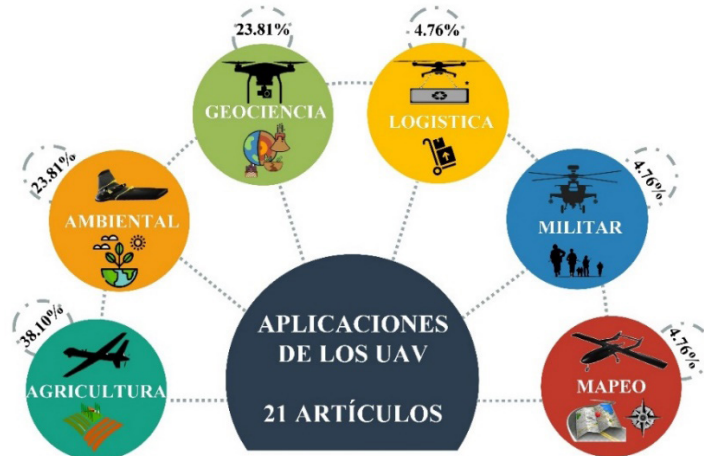 23.81%
4.76%
GEOCIENCIA
LOGISTICA
23.81%
4.76%
AMBIENTAL
MILITAR
38.10%
4.76%
AGRICULTURA
MAPEO
APLICACIONES
DE LOS UAV
21 ARTÍCULOS